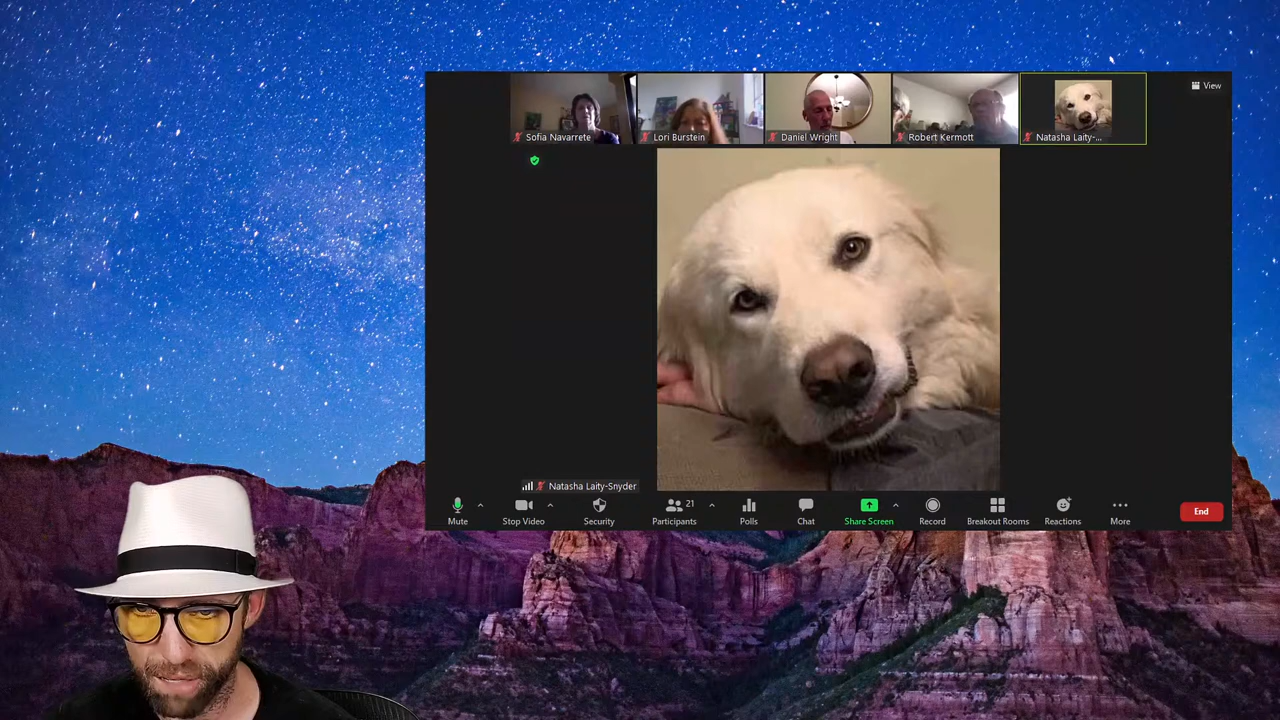 View
Sofia Navarrete
Lori Burstein
Daniel Wright
Robert Kermott
Natasha Laity-...
Natasha Laity-Snyder
21
Mute
Stop Video
Security
Participants
Polls
Chat
Share Screen
Record
Breakout Rooms
Reactions
More
End